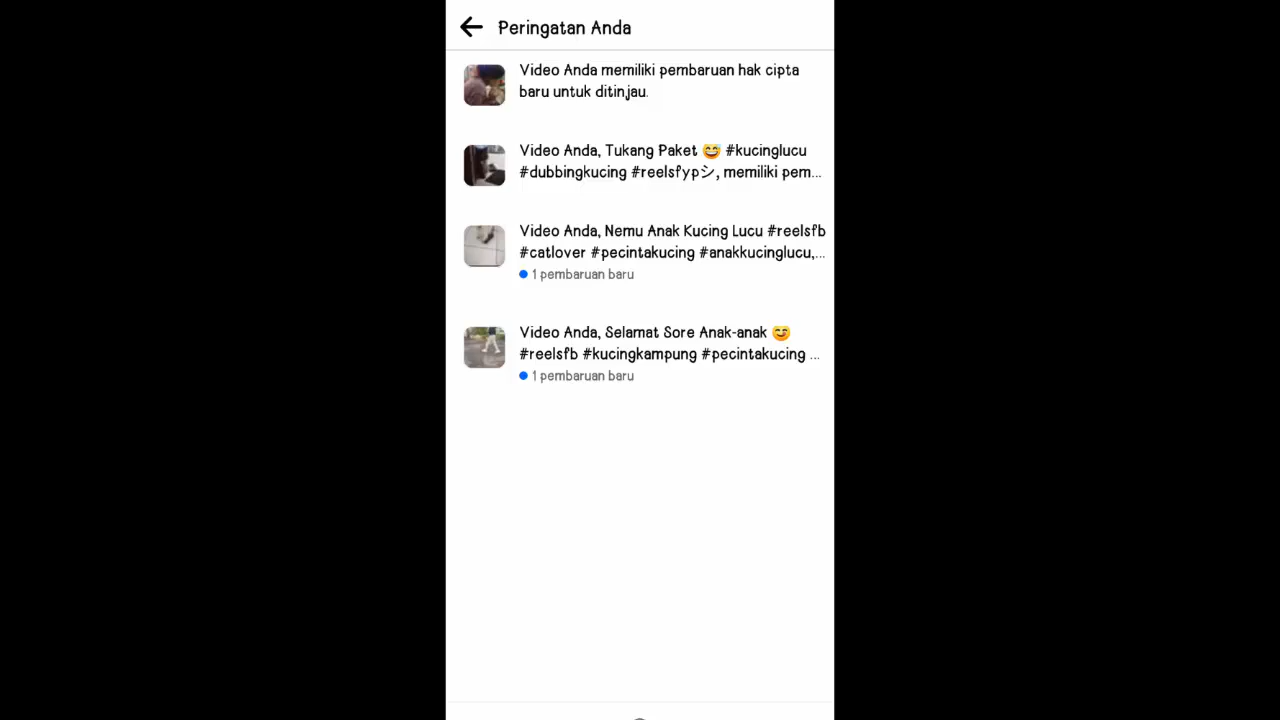 Peringatan Anda
Video Anda memiliki pembaruan hak cipta
baru untuk ditinjau.
Video Anda, Tukang Paket 😅 #kucinglucu
#dubbingkucing #reelsfypシ, memiliki pem...
Video Anda, Nemu Anak Kucing Lucu #reelsfb
#catlover #pecintakucing #anakkucinglucu,...
1 pembaruan baru
Video Anda, Selamat Sore Anak-anak 😊
#reelsfb #kucingkampung #pecintakucing ...
1 pembaruan baru